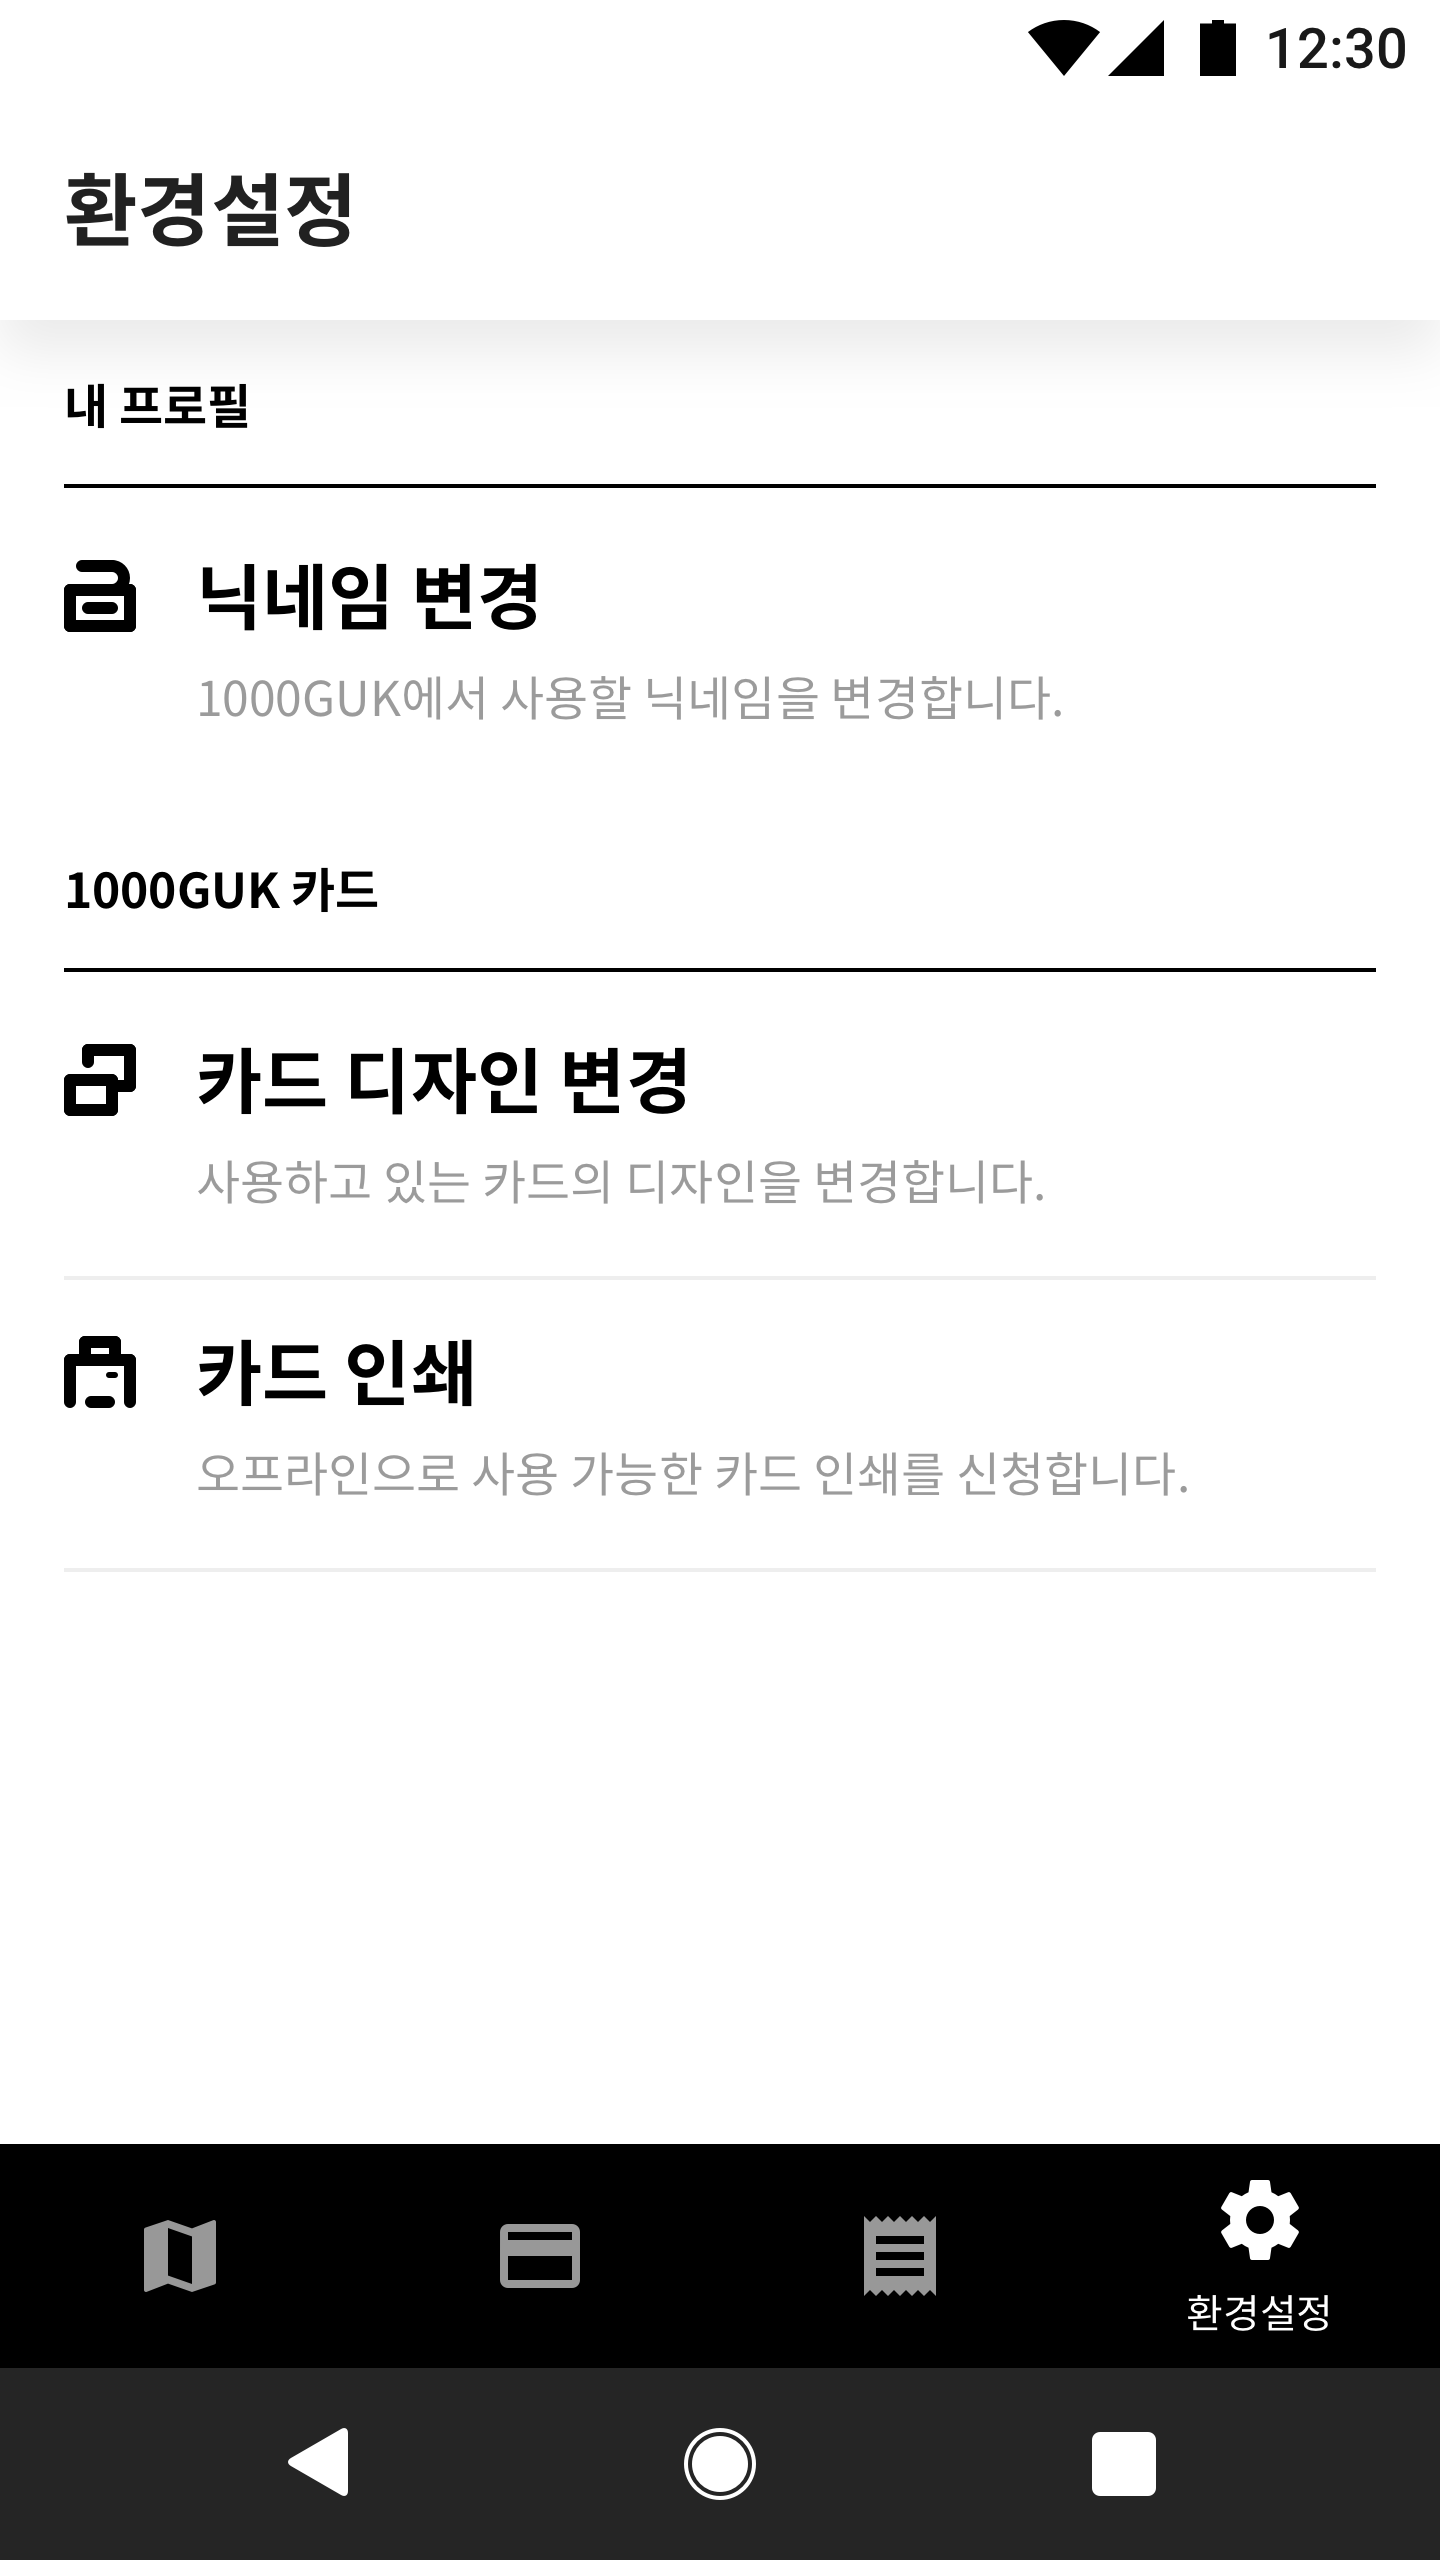 12:30
환경설정
내 프로필
닉네임 변경
1000GUK에서 사용할 닉네임을 변경합니다.
1000GUK 카드
카드 디자인 변경
사용하고 있는 카드의 디자인을 변경합니다.
카드 인쇄
오프라인으로 사용 가능한 카드 인쇄를 신청합니다.
환경설정